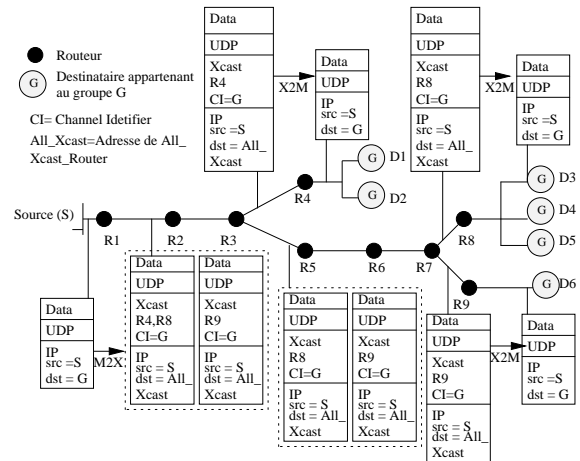 Routeur
G
Destinataire appartenant
au groupe G
CI= Channel Idetifier
All_Xcast=Adresse de All_
Xcast_Router
Data
UDP
Xcast
R4
CI=G
IP
src =S
dst = All_
Xcast
X2M
Data
UDP
IP
src =S
dst = G
Data
UDP
Xcast
R8
CI=G
IP
src =S
dst = All_
Xcast
X2M
Data
UDP
IP
src =S
dst = G
G
D1
G
D2
R4
G
D3
G
D4
G
D5
R8
Source (S)
R1
R2
R3
R5
R6
R7
R9
G
D6
Data
UDP
IP
src =S
dst = G
M2X
Data
UDP
Xcast
R4,R8
CI=G
IP
src = S
dst = All_
Xcast
Data
UDP
Xcast
R9
CI=G
IP
src = S
dst = All_
Xcast
Data
UDP
Xcast
R8
CI=G
IP
src = S
dst = All_
Xcast
Data
UDP
Xcast
R9
CI=G
IP
src = S
dst = All_
Xcast
Data
UDP
Xcast
R9
CI=G
IP
src = S
dst = All_
Xcast
X2M
Data
UDP
IP
src =S
dst = G